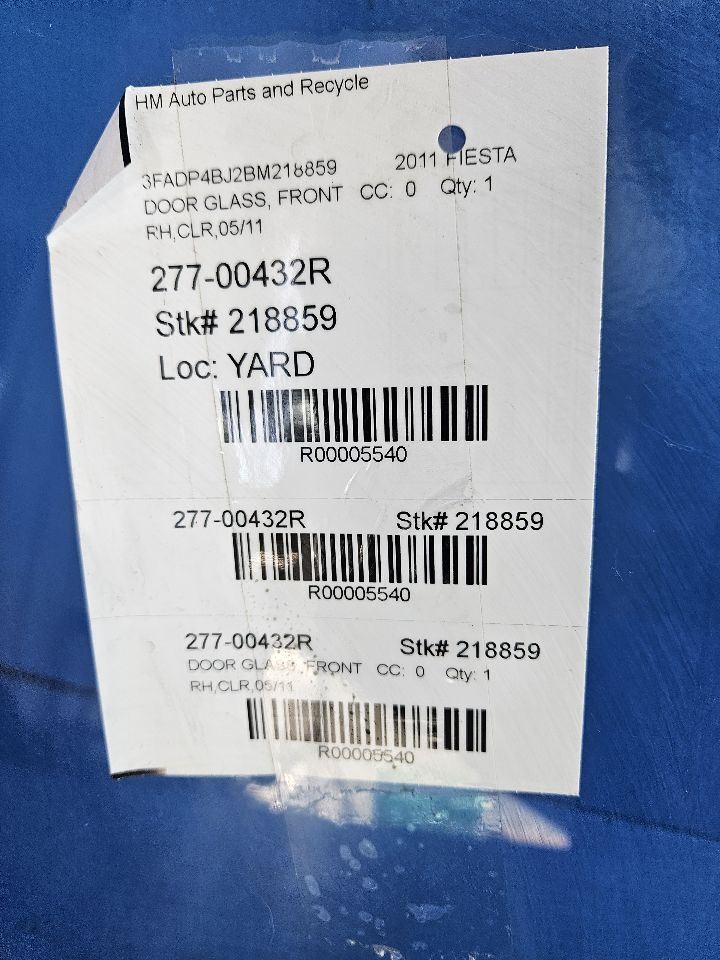 HM Auto Parts and Recycle
3FADP4BJ2BM218859 2011 FIESTA
DOOR GLASS, FRONT CC: 0 Qty: 1
RH,CLR,05/11
277-00432R
Stk# 218859
Loc: YARD
R00005540
277-00432R Stk# 218859
R00005540
277-00432R Stk# 218859
DOOR GLASS, FRONT CC: 0 Qty: 1
RH,CLR,05/11
R00005540